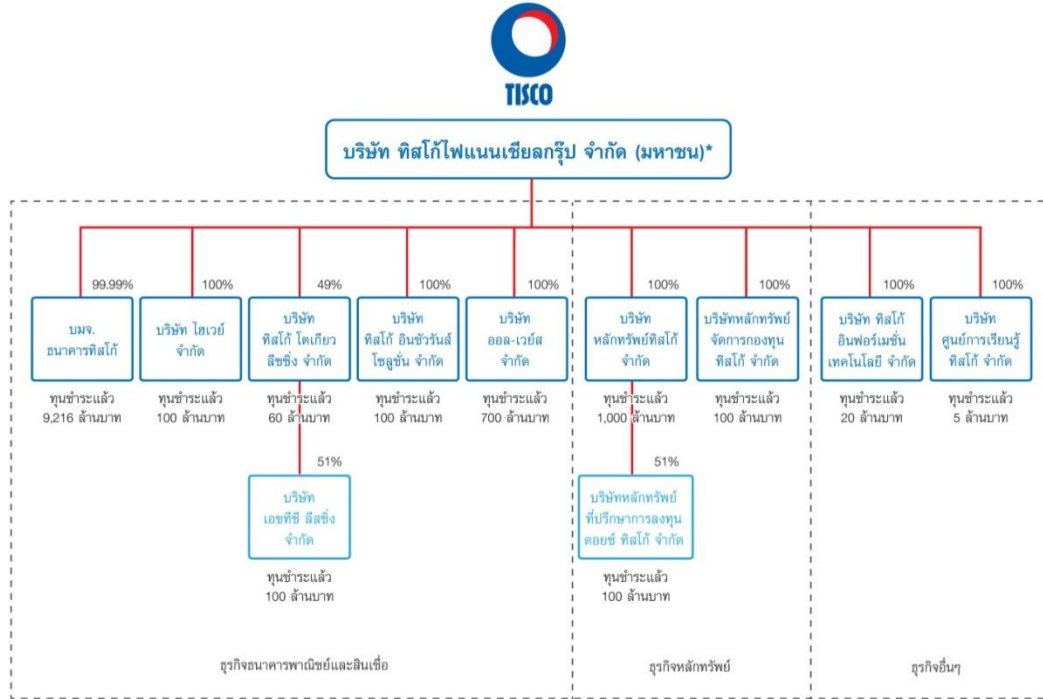 TISCO
บริษัท ทิสโก้ไฟแนนเชียลกรุ๊ป จำกัด (มหาชน)*
99.99%
บมจ.
ธนาคารทิสโก้
ทุนชำระแล้ว
9,216 ล้านบาท
100%
บริษัท ไฮเวย์
จำกัด
ทุนชำระแล้ว
100 ล้านบาท
49%
บริษัท
ทิสโก้ โตเกียว
ลีซซิ่ง จำกัด
ทุนชำระแล้ว
60 ล้านบาท
51%
บริษัท
เอชทีซี ลีสซิ่ง
จำกัด
ทุนชำระแล้ว
100 ล้านบาท
100%
บริษัท
ทิสโก้ อินชัวรันส์
โซลูชั่น จำกัด
ทุนชำระแล้ว
100 ล้านบาท
100%
บริษัท
ออล-เวย์ส
จำกัด
ทุนชำระแล้ว
700 ล้านบาท
ธุรกิจธนาคารพาณิชย์และสินเชื่อ
100%
บริษัท
หลักทรัพย์ทิสโก้
จำกัด
ทุนชำระแล้ว
1,000 ล้านบาท
51%
บริษัทหลักทรัพย์
ที่ปรึกษาการลงทุน
ดอยซ์ ทิสโก้ จำกัด
ทุนชำระแล้ว
100 ล้านบาท
100%
บริษัทหลักทรัพย์
จัดการกองทุน
ทิสโก้ จำกัด
ทุนชำระแล้ว
100 ล้านบาท
ธุรกิจหลักทรัพย์
100%
บริษัท ทิสโก้
อินฟอร์เมชั่น
เทคโนโลยี จำกัด
ทุนชำระแล้ว
20 ล้านบาท
100%
บริษัท
ศูนย์การเรียนรู้
ทิสโก้ จำกัด
ทุนชำระแล้ว
5 ล้านบาท
ธุรกิจอื่นๆ